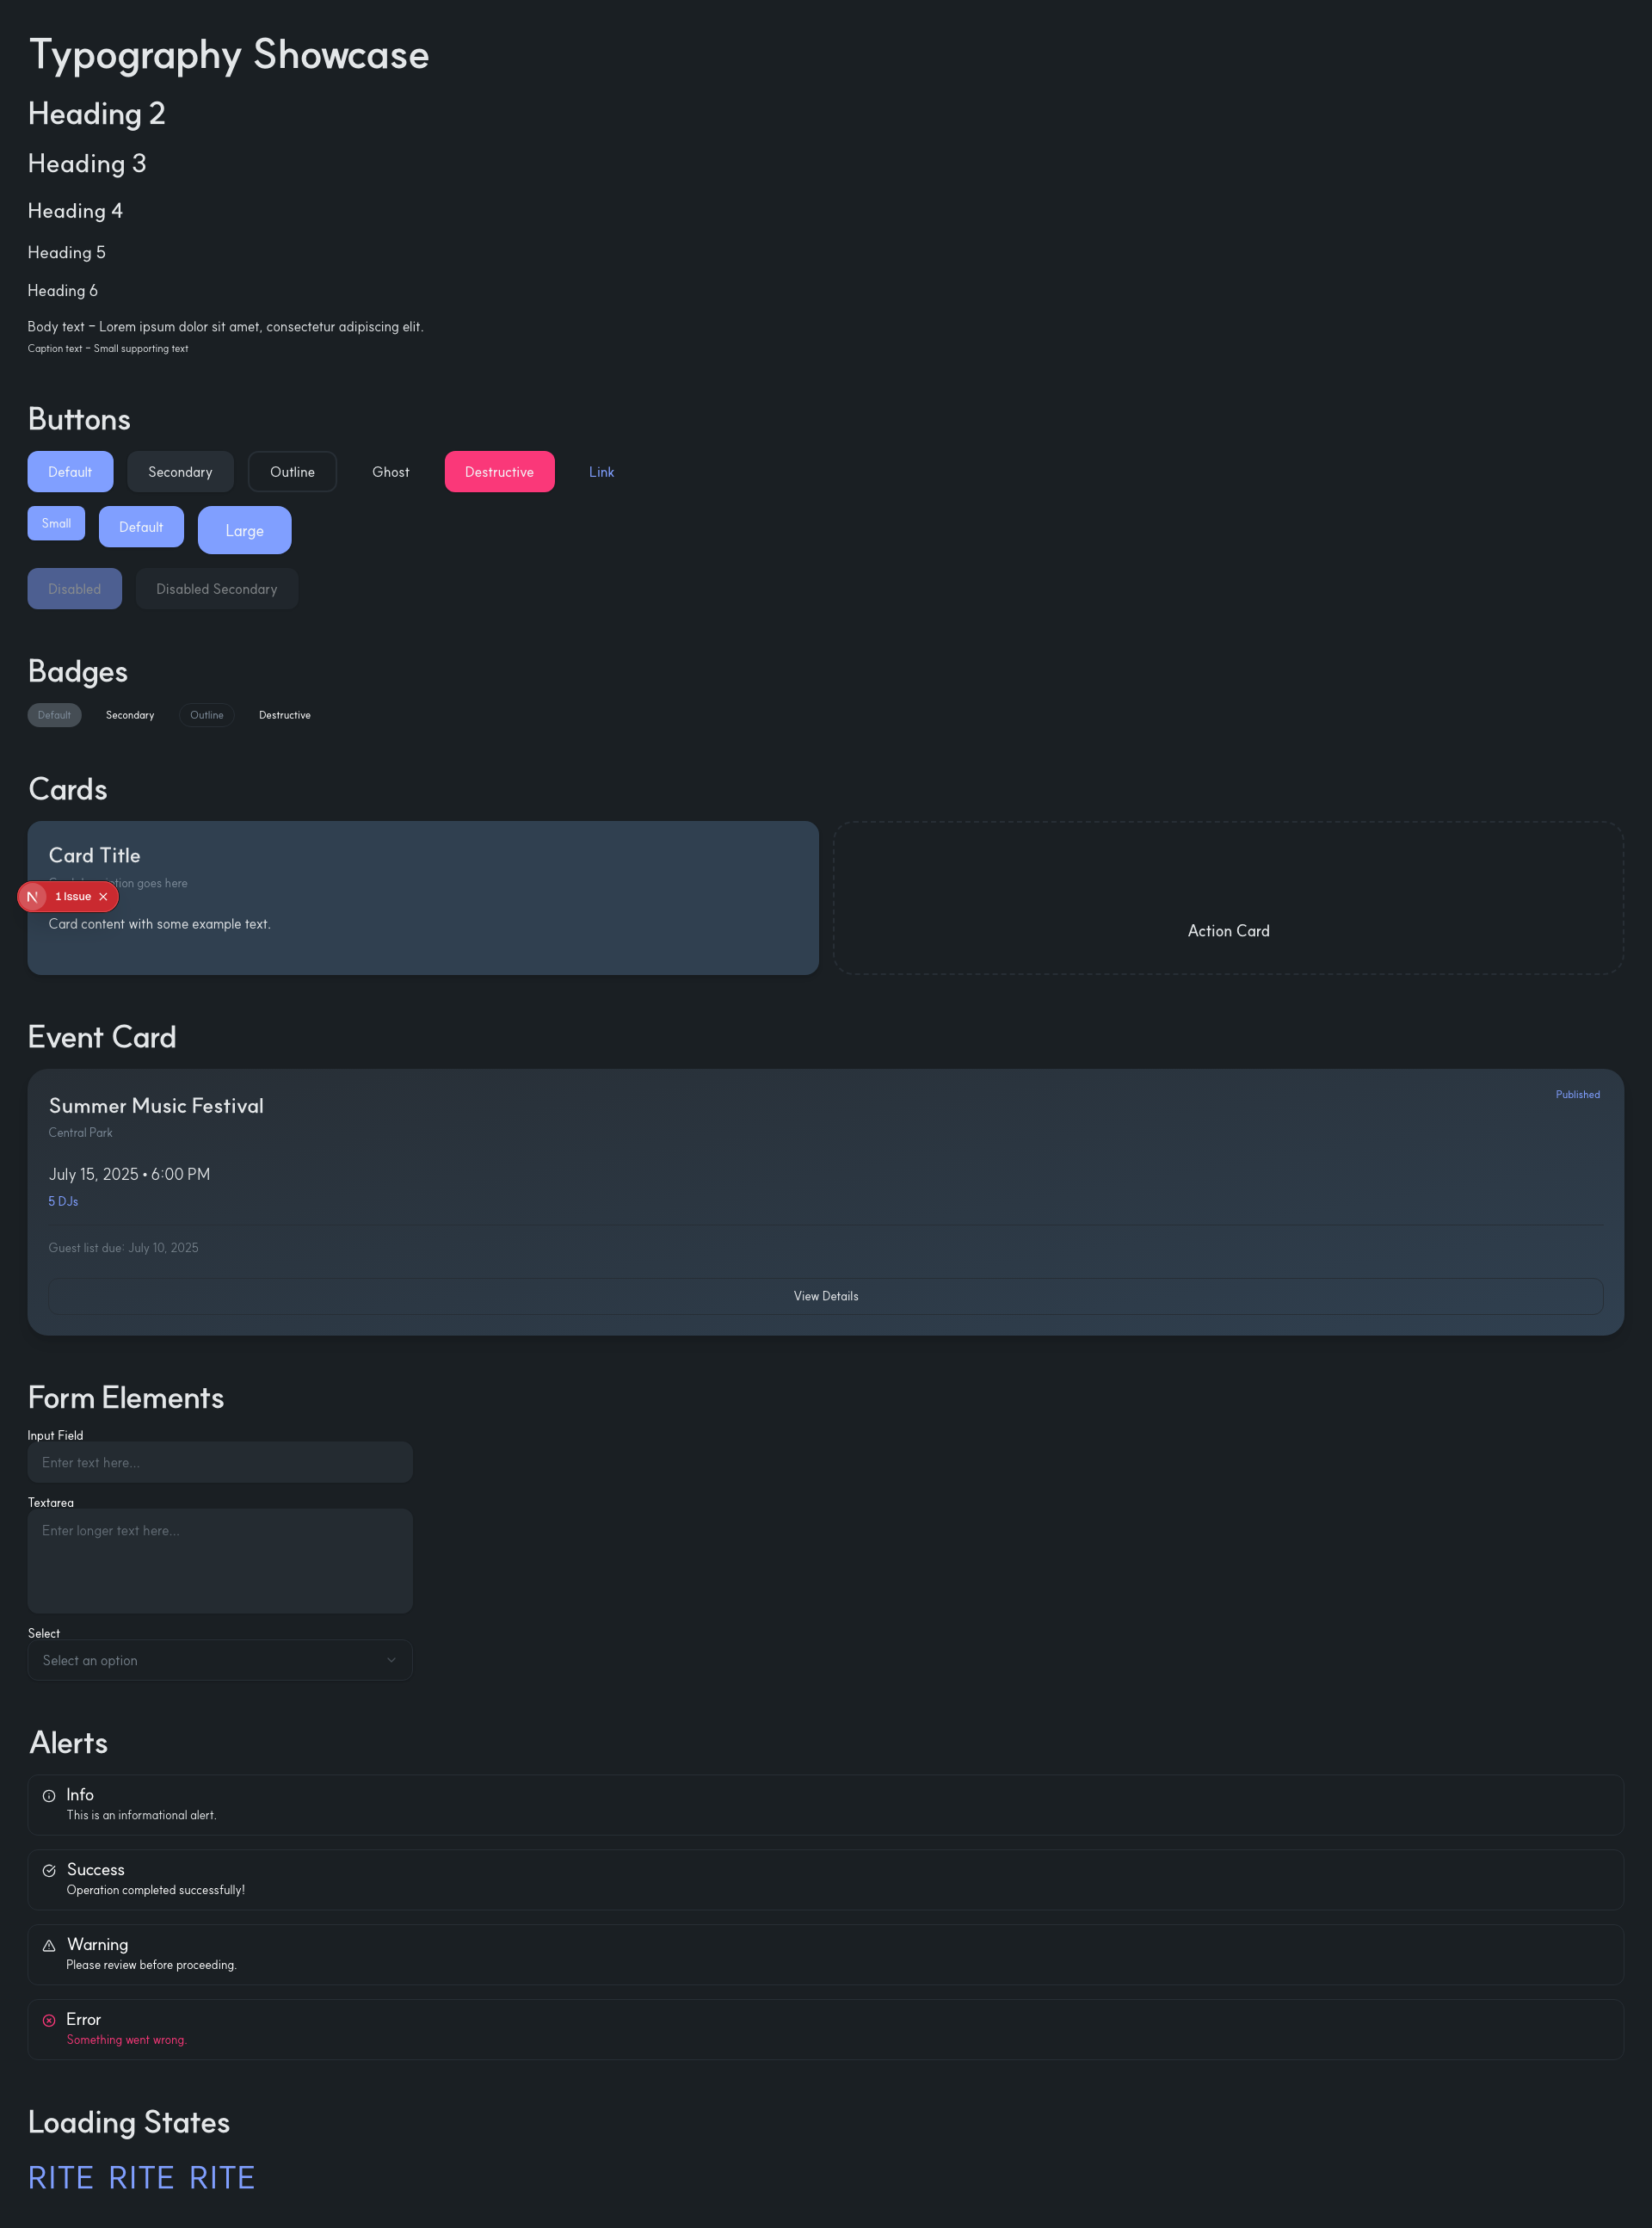 Typography Showcase
Heading 2
Heading 3
Heading 4
Heading 5
Heading 6
Body text – Lorem ipsum dolor sit amet, consectetur adipiscing elit.
Caption text – Small supporting text
Buttons
Default Secondary Outline Ghost Destructive Link
Small Default Large
Disabled Disabled Secondary
Badges
Default Secondary Outline Destructive
Cards
Card Title
goes here
1 Issue
Card content with some example text.
Action Card
Event Card
Summer Music Festival
Published
Central Park
July 15, 2025 • 6:00 PM
5 DJs
Guest list due: July 10, 2025
View Details
Form Elements
Input Field
Enter text here...
Textarea
Enter longer text here...
Select
Select an option
Alerts
Info
This is an informational alert.
Success
Operation completed successfully!
Warning
Please review before proceeding.
Error
Something went wrong.
Loading States
RITE RITE RITE